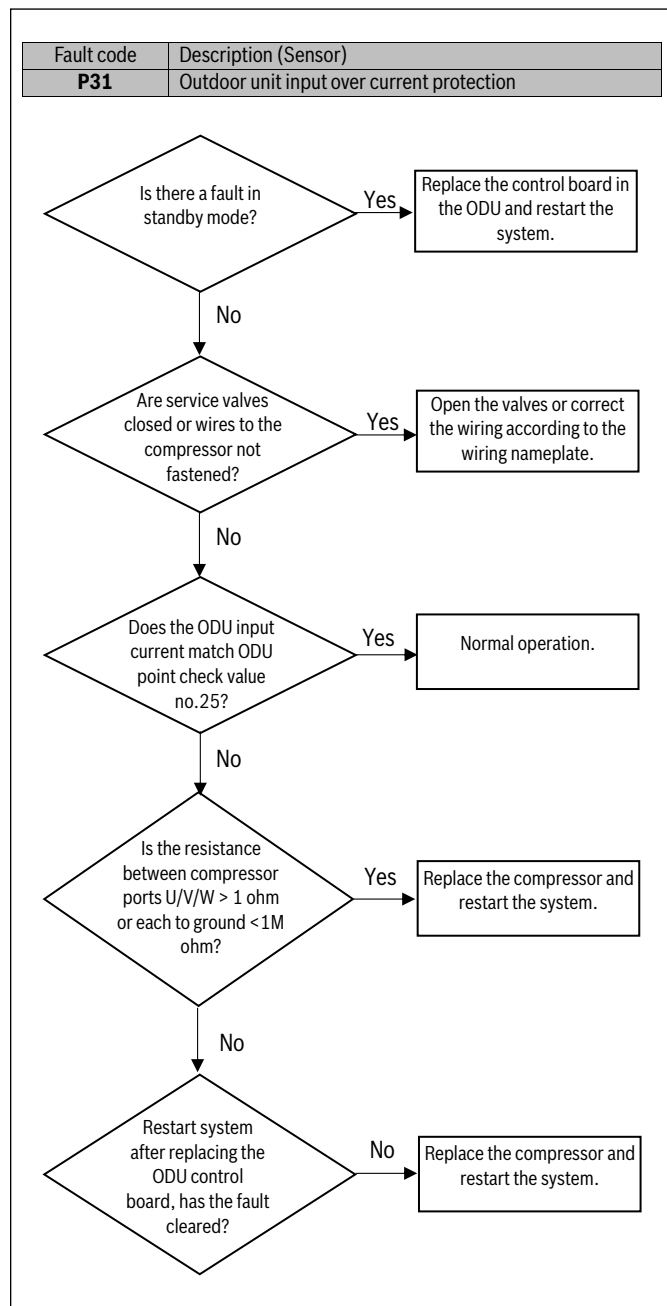 Fault code Description (Sensor)
P31 Outdoor unit input over current protection
Is there a fault in
standby mode?
Yes
Replace the control board in
the ODU and restart the
system.
No
Are service valves
closed or wires to the
compressor not
fastened?
Yes
Open the valves or correct
the wiring according to the
wiring nameplate.
No
Does the ODU input
current match ODU
point check value
no.25?
Yes
Normal operation.
No
Is the resistance
between compressor
ports U/V/W > 1 ohm
or each to ground <1M
ohm?
Yes
Replace the compressor and
restart the system.
No
Restart system
after replacing the
ODU control
board, has the fault
cleared?
No
Replace the compressor and
restart the system.